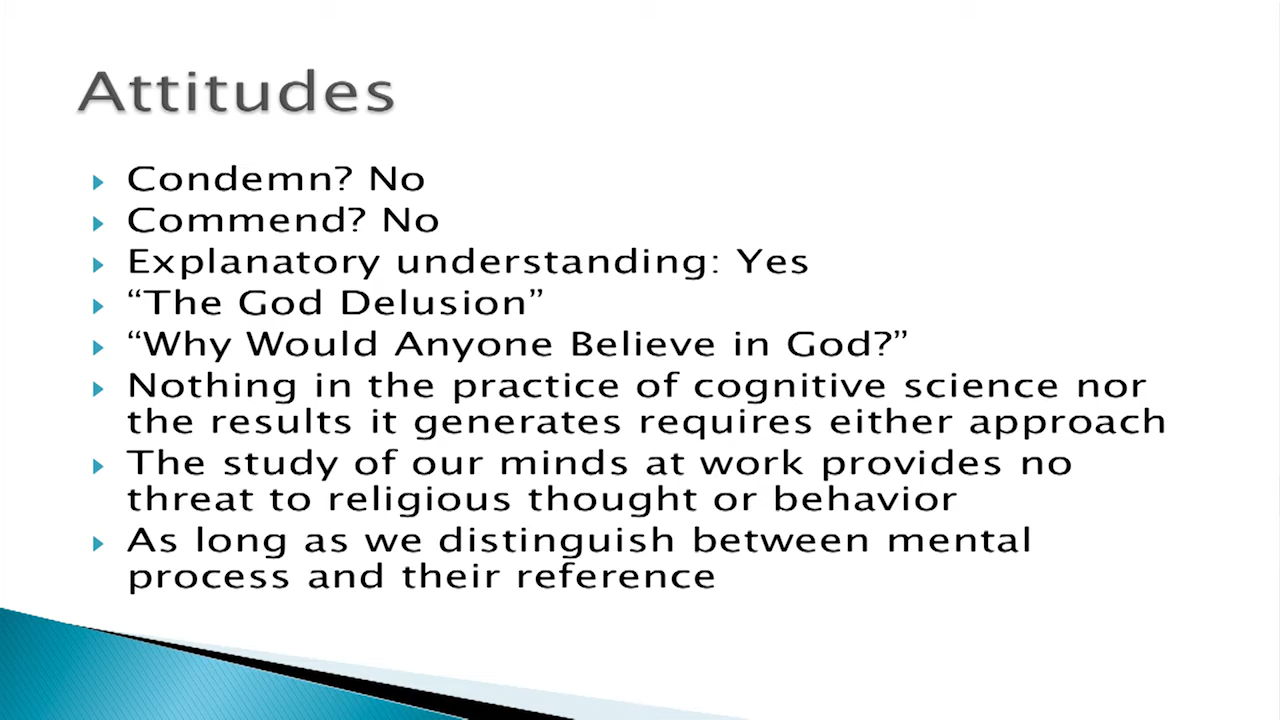 Attitudes
Condemn? No
Commend? No
Explanatory understanding: Yes
“The God Delusion”
“Why Would Anyone Believe in God?”
Nothing in the practice of cognitive science nor
the results it generates requires either approach
The study of our minds at work provides no
threat to religious thought or behavior
As long as we distinguish between mental
process and their reference